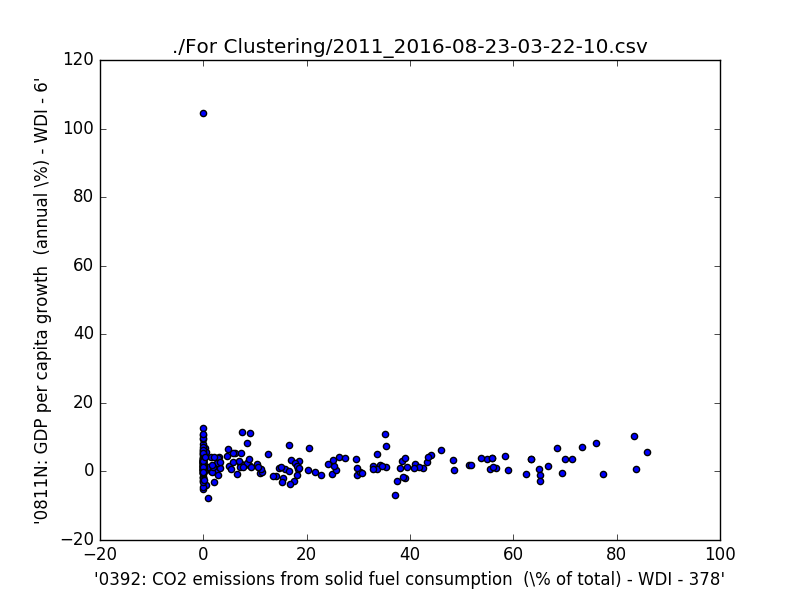 ./For Clustering/2011_2016-08-23-03-22-10.csv
120
100
80
60
40
20
0
−20
'0811N: GDP per capita growth  (annual \%) - WDI - 6'
−20 0 20 40 60 80 100
'0392: CO2 emissions from solid fuel consumption  (\% of total) - WDI - 378'